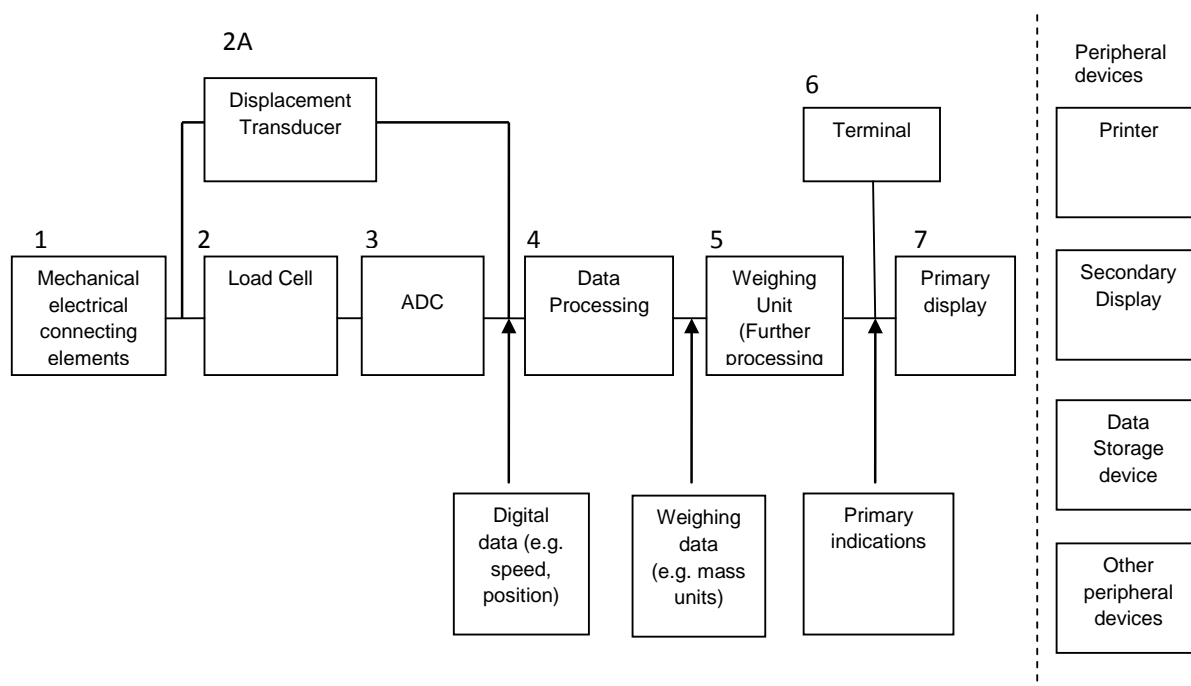 2A
Displacement
Transducer
6
Terminal
1
Mechanical
electrical
connecting
elements
2
Load Cell
3
ADC
4
Data
Processing
5
Weighing
Unit
(Further
processing
7
Primary
display
Digital
data (e.g.
speed,
position)
Weighing
data
(e.g. mass
units)
Primary
indications
Peripheral
devices
Printer
Secondary
Display
Data
Storage
device
Other
peripheral
devices